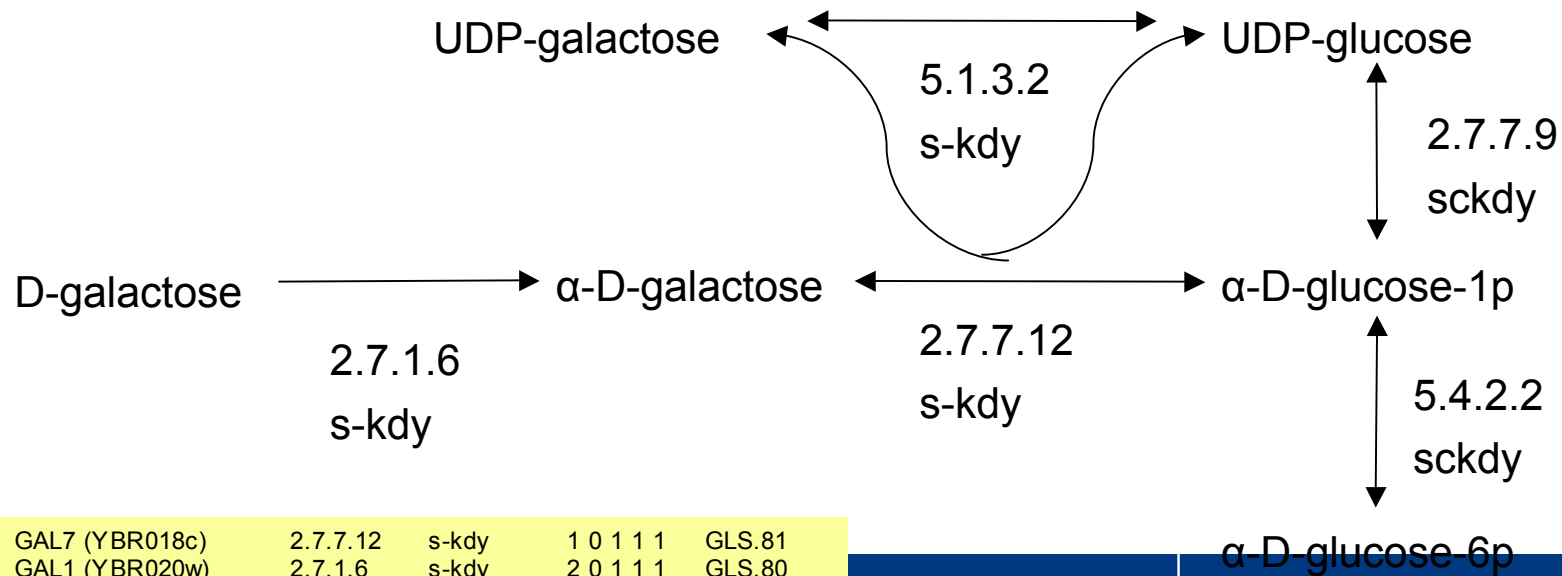 UDP-galactose
UDP-glucose
5.1.3.2
s-kdy
2.7.7.9
sckdy
D-galactose
α-D-galactose
α-D-glucose-1p
2.7.1.6
s-kdy
2.7.7.12
s-kdy
5.4.2.2
sckdy
α-D-glucose-6p
GAL7 (YBR018c) 2.7.7.12 s-kdy 1 0 1 1 1 GLS.81
GAL1 (YBR020w) 2.7.1.6 s-kdy 2 0 1 1 1 GLS.80